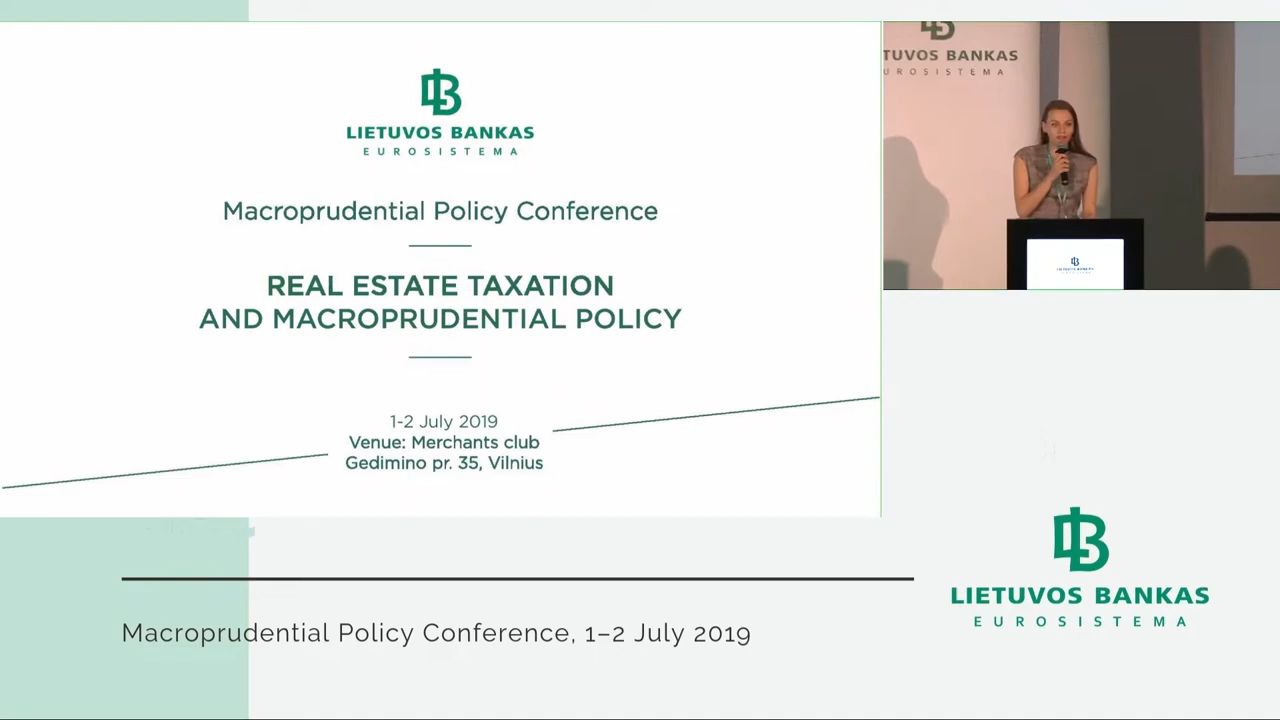 LIETUVOS BANKAS
EUROSISTEMA
Macroprudential Policy Conference
REAL ESTATE TAXATION
AND MACROPRUDENTIAL POLICY
1-2 July 2019
Venue: Merchants club
Gedimino pr. 35, Vilnius
TUVOS BANKAS
UROSISTEMA
Macroprudential Policy Conference, 1–2 July 2019
LIETUVOS BANKAS
EUROSISTEMA